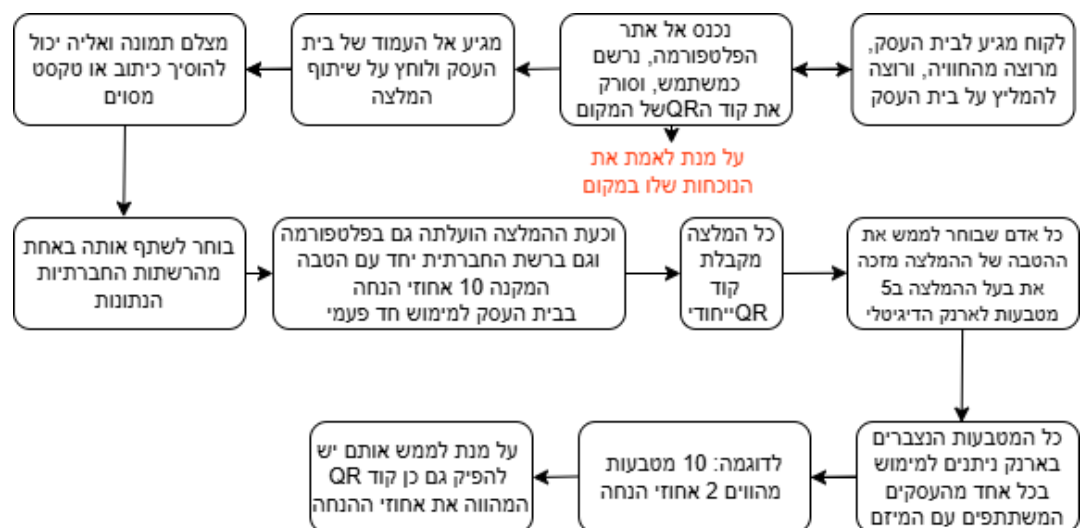 לקוח מגיע לבית העסק,
מרוצה מהחוויה, ורוצה
להמליץ על בית העסק
נכנס אל אתר
הפלטפורמה, נרשם
כמשתמש, וסורק
את קוד הQRשל המקום
על מנת לאמת את
הנוכחות שלו במקום
מגיע אל העמוד של בית
העסק ולוחץ על שיתוף
המלצה
מצלם תמונה ואליה יכול
להוסיך כיתוב או טקסט
מסוים
בוחר לשתף אותה באחת
מהרשתות החברתיות
הנתונות
וכעת ההמלצה הועלתה גם בפלטפורמה
וגם ברשת החברתית יחד עם הטבה
המקנה 10 אחוזי הנחה
בבית העסק למימוש חד פעמי
כל המלצה
מקבלת
קוד
QRייחודי
כל אדם שבוחר לממש את
ההטבה של ההמלצה מזכה
את בעל ההמלצה ב5
מטבעות לארנק הדיגיטלי
כל המטבעות הנצברים
בארנק ניתנים למימוש
בכל אחד מהעסקים
המשתתפים עם המיזם
לדוגמה: 10 מטבעות
מהווים 2 אחוזי הנחה
על מנת לממש אותם יש
להפיק גם כן קוד QR
המהווה את אחוזי ההנחה